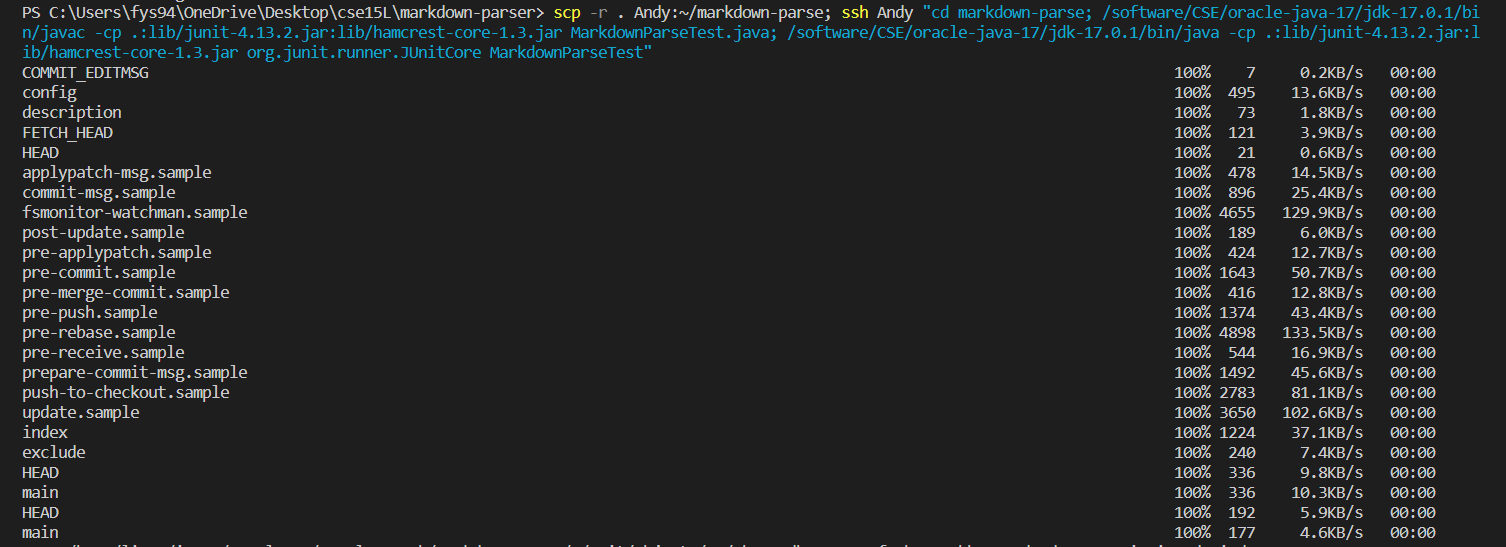 PS C:\Users\fys94\OneDrive\Desktop\cse15L\markdown-parser> scp -r . Andy:~/markdown-parse; ssh Andy "cd markdown-parse; /software/CSE/oracle-java-17/jdk-17.0.1/bi
n/javac -cp .:lib/junit-4.13.2.jar:lib/hamcrest-core-1.3.jar MarkdownParseTest.java; /software/CSE/oracle-java-17/jdk-17.0.1/bin/java -cp .:lib/junit-4.13.2.jar:l
ib/hamcrest-core-1.3.jar org.junit.runner.JUnitCore MarkdownParseTest"
COMMIT_EDITMSG 100% 7 0.2KB/s 00:00
config 100% 495 13.6KB/s 00:00
description 100% 73 1.8KB/s 00:00
FETCH_HEAD 100% 121 3.9KB/s 00:00
HEAD 100% 21 0.6KB/s 00:00
applypatch-msg.sample 100% 478 14.5KB/s 00:00
commit-msg.sample 100% 896 25.4KB/s 00:00
fsmonitor-watchman.sample 100% 4655 129.9KB/s 00:00
post-update.sample 100% 189 6.0KB/s 00:00
pre-applypatch.sample 100% 424 12.7KB/s 00:00
pre-commit.sample 100% 1643 50.7KB/s 00:00
pre-merge-commit.sample 100% 416 12.8KB/s 00:00
pre-push.sample 100% 1374 43.4KB/s 00:00
pre-rebase.sample 100% 4898 133.5KB/s 00:00
pre-receive.sample 100% 544 16.9KB/s 00:00
prepare-commit-msg.sample 100% 1492 45.6KB/s 00:00
push-to-checkout.sample 100% 2783 81.1KB/s 00:00
update.sample 100% 3650 102.6KB/s 00:00
index 100% 1224 37.1KB/s 00:00
exclude 100% 240 7.4KB/s 00:00
HEAD 100% 336 9.8KB/s 00:00
main 100% 336 10.3KB/s 00:00
HEAD 100% 192 5.9KB/s 00:00
main 100% 177 4.6KB/s 00:00